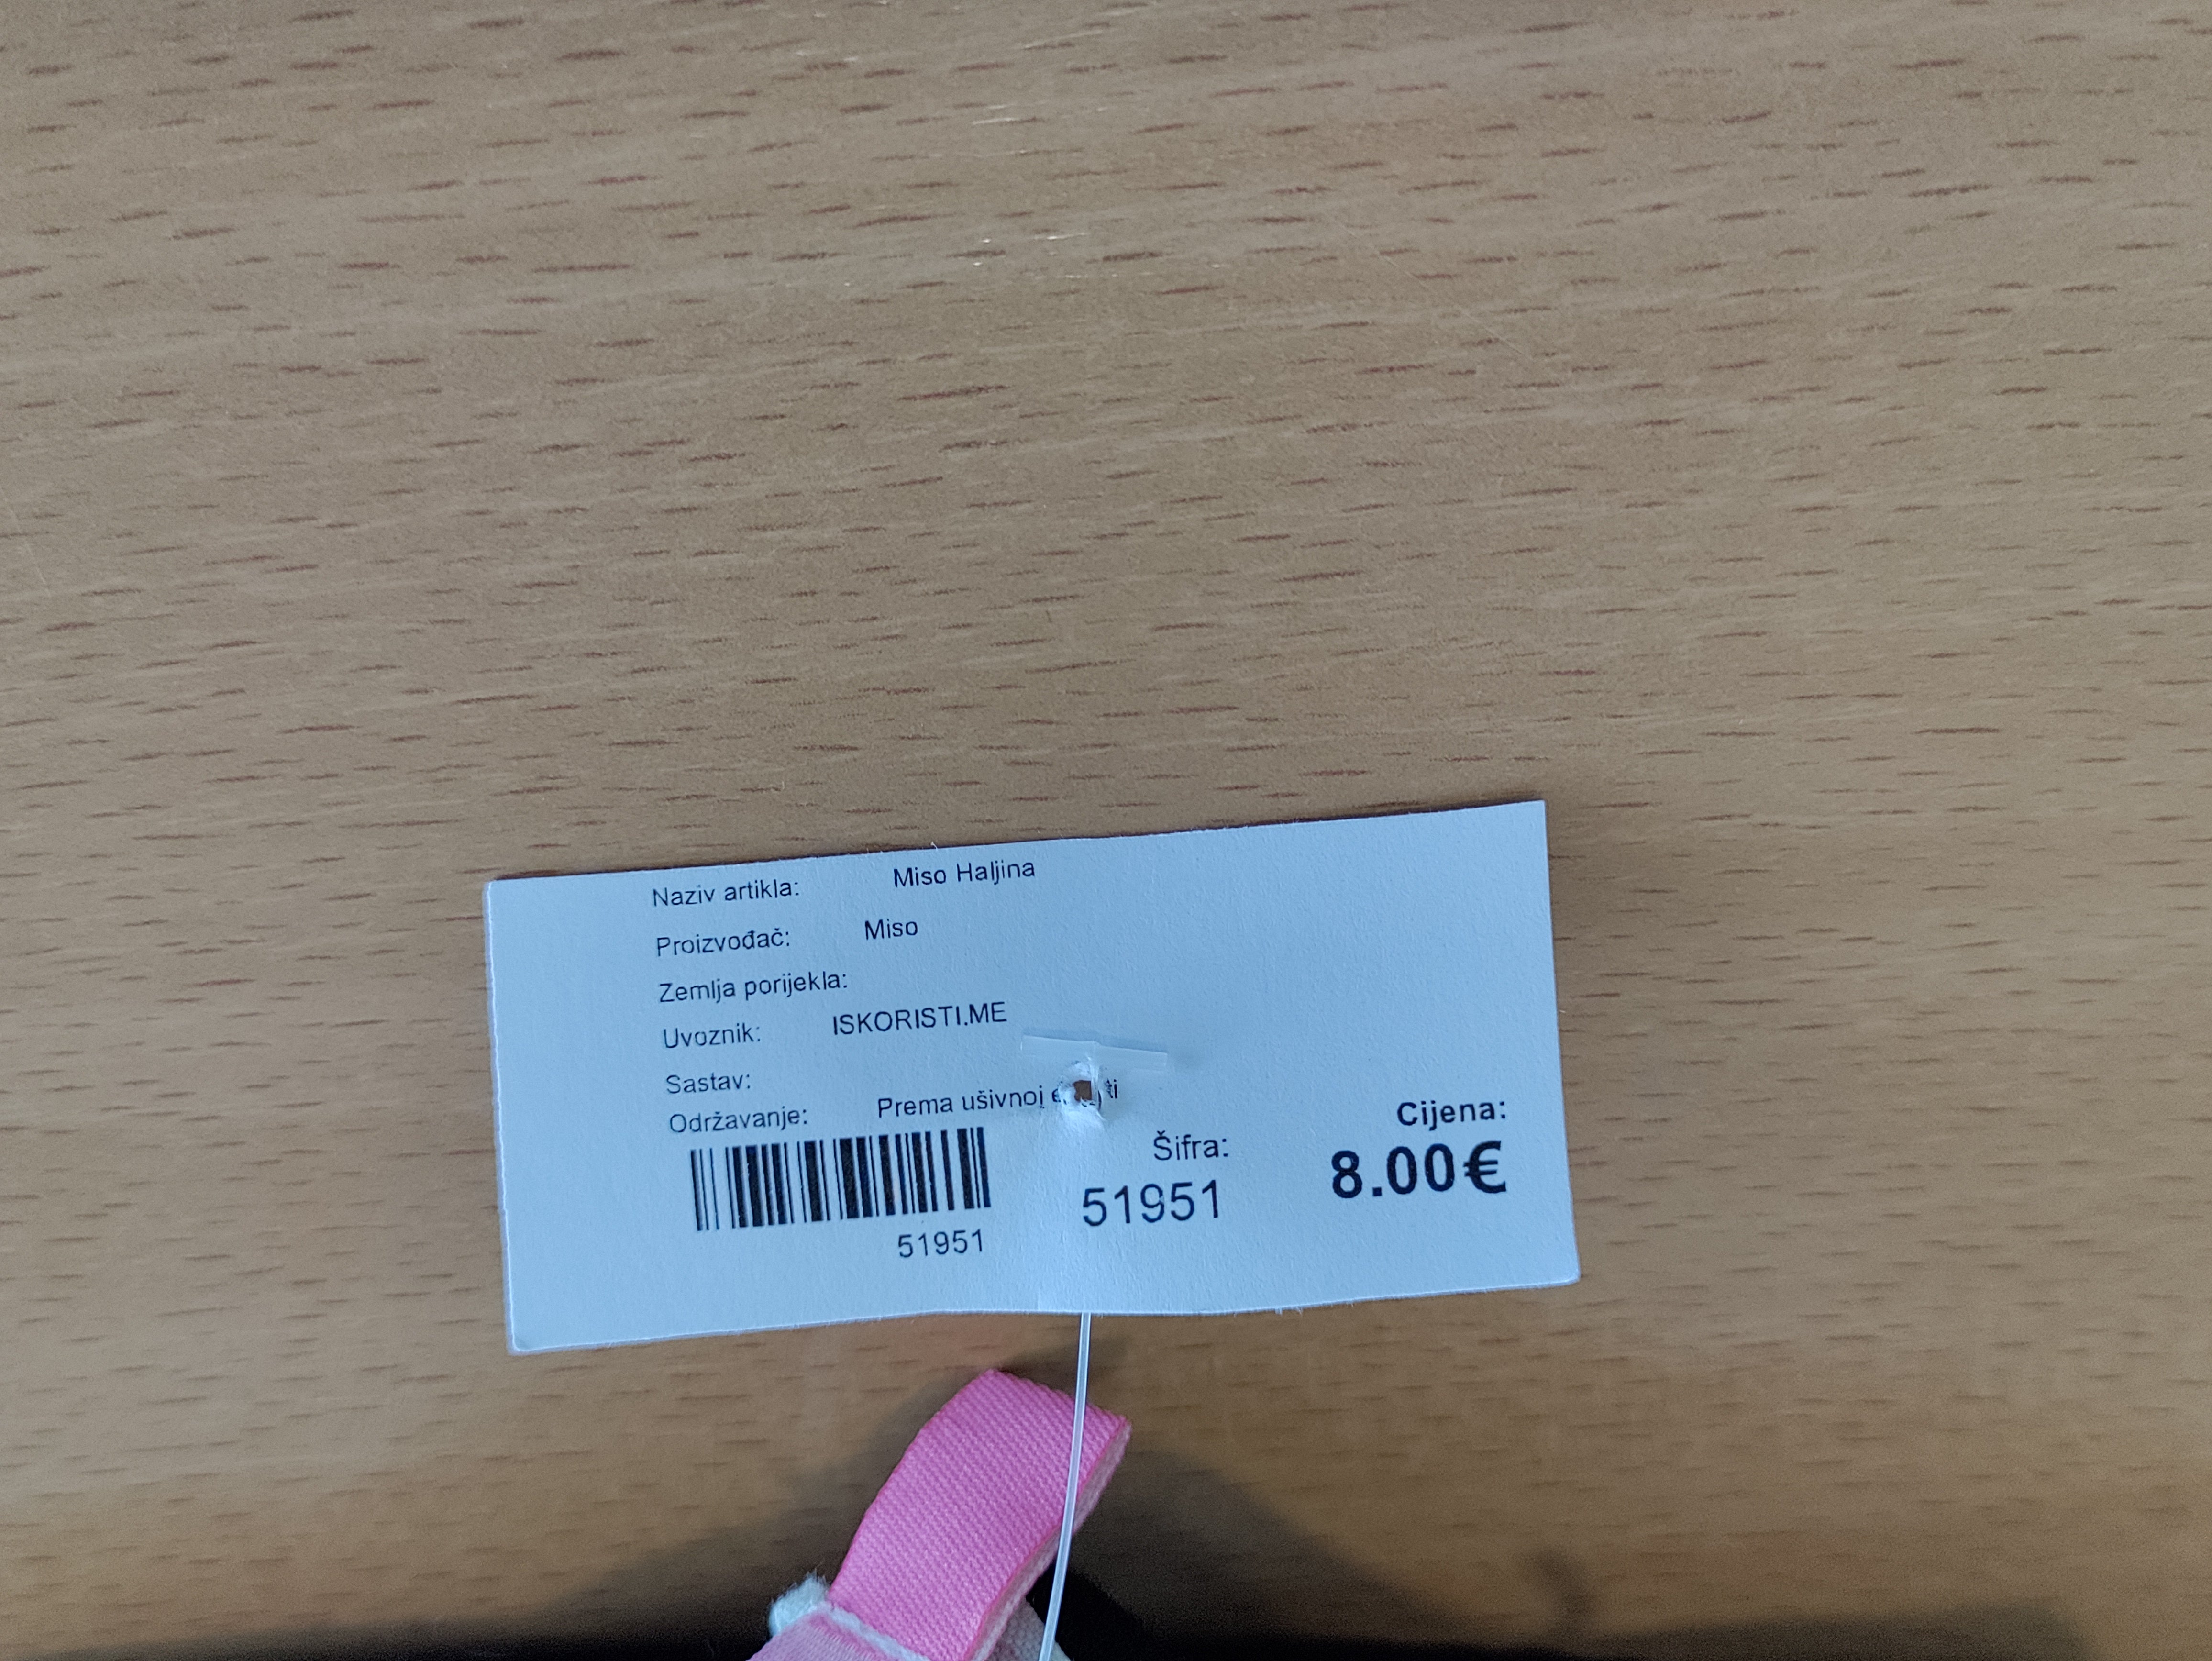 Naziv artikla: Miso Haljina
Proizvođač: Miso
Zemlja porijekla:
Uvoznik: ISKORISTI.ME
Sastav:
Održavanje: Prema ušivnoj
51951
Šifra:
51951
Cijena:
8.00€